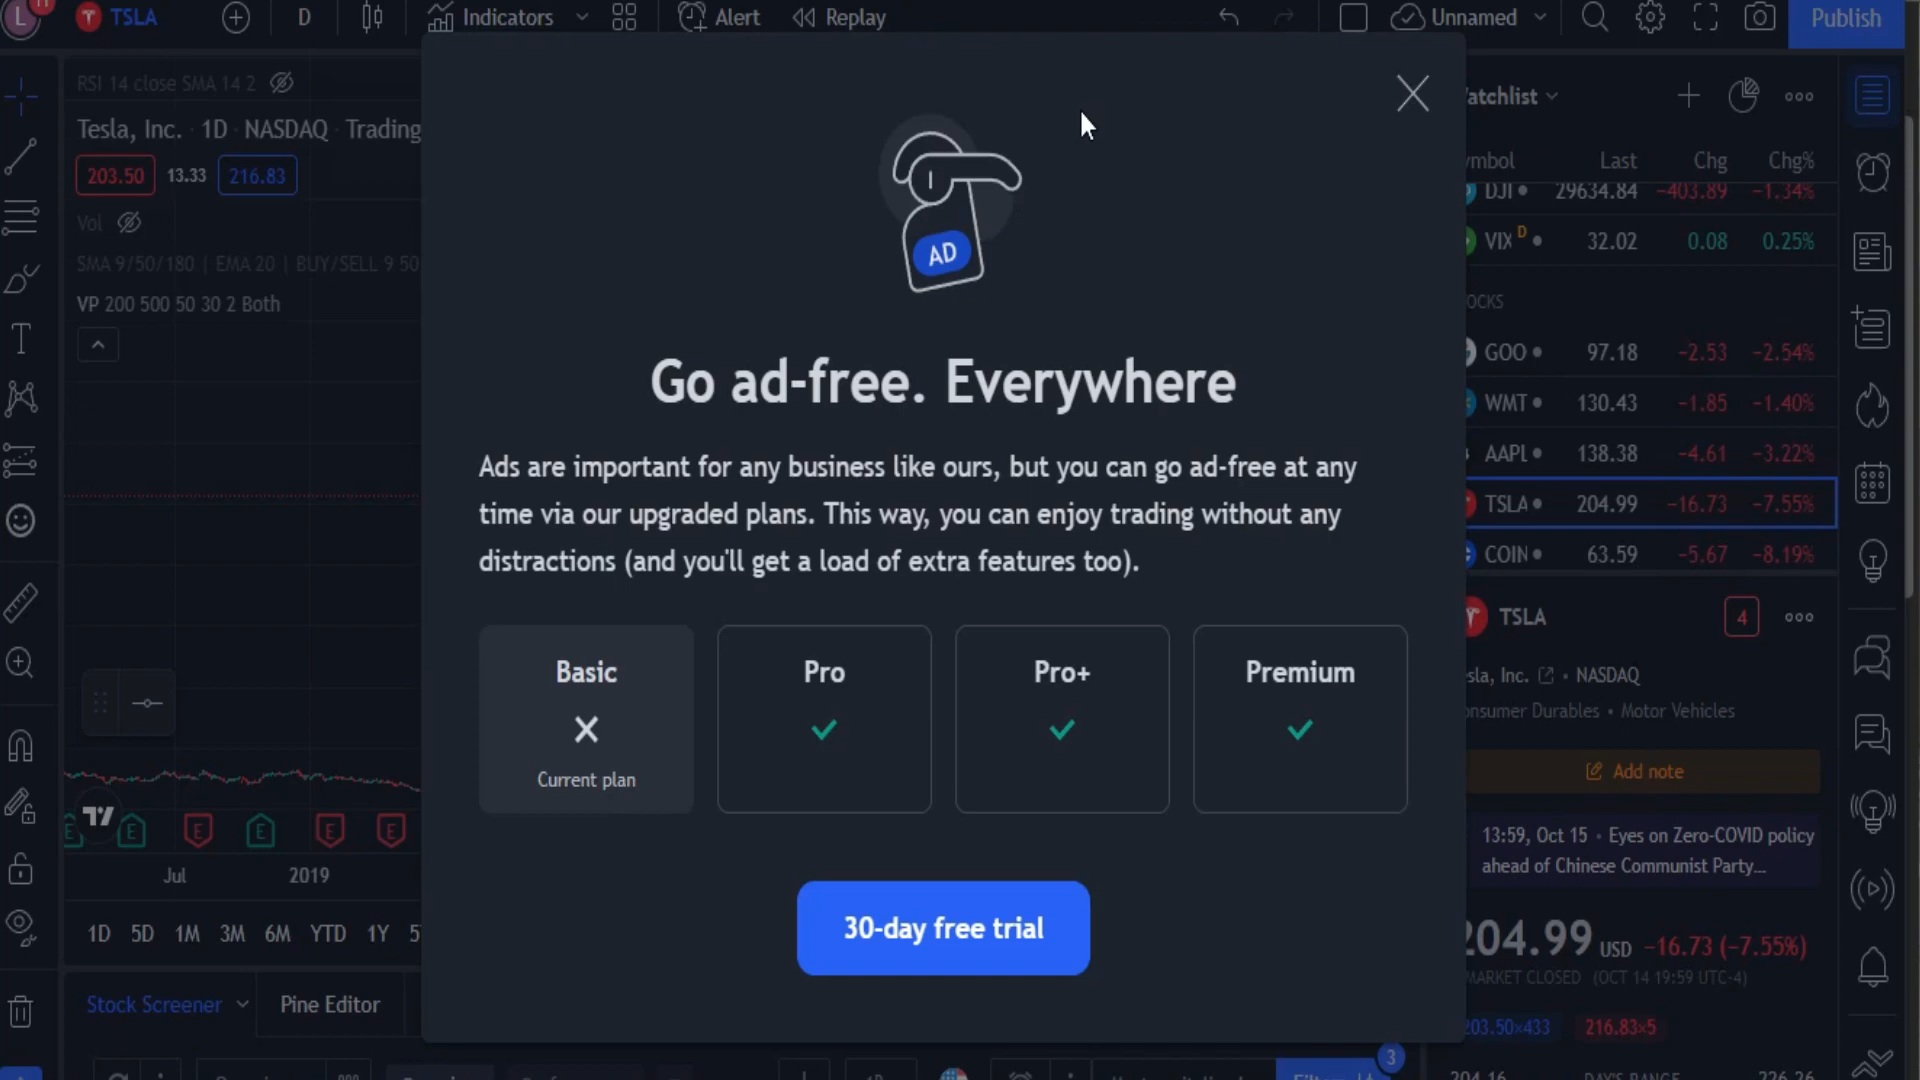 L
TSLA
D
Indicators
Alert
Replay
Unnamed
Publish
RSI 14 close SMA 14 2
Tesla, Inc. · 1D · NASDAQ · Trading
203.50
13.33
216.83
Vol
SMA 9/50/180 | EMA 20 | BUY/SELL 9 50
VP 200 500 50 30 2 Both
AD
Go ad-free. Everywhere
Ads are important for any business like ours, but you can go ad-free at any
time via our upgraded plans. This way, you can enjoy trading without any
distractions (and you'll get a load of extra features too).
Basic
Current plan
Pro
Pro+
Premium
30-day free trial
atchlist
mbol Last Chg Chg%
DJI 29634.84 −403.89 −1.34%
VIX D 32.02 0.08 0.25%
OCKS
GOO 97.18 −2.53 −2.54%
WMT 130.43 −1.85 −1.40%
AAPL 138.38 −4.61 −3.22%
TSLA 204.99 −16.73 −7.55%
COIN 63.59 −5.67 −8.19%
TSLA
4
sla, Inc. • NASDAQ
onsumer Durables • Motor Vehicles
Add note
13:59, Oct 15 • Eyes on Zero-COVID policy
ahead of Chinese Communist Party...
204.99 USD −16.73 (−7.55%)
MARKET CLOSED (OCT 14 19:59 UTC-4)
203.50×433
216.83×5
204.16 DAY'S RANGE 226.26
E
E
E
E
E
E
Jul
2019
1D 5D 1M 3M 6M YTD 1Y 5
Stock Screener
Pine Editor
3